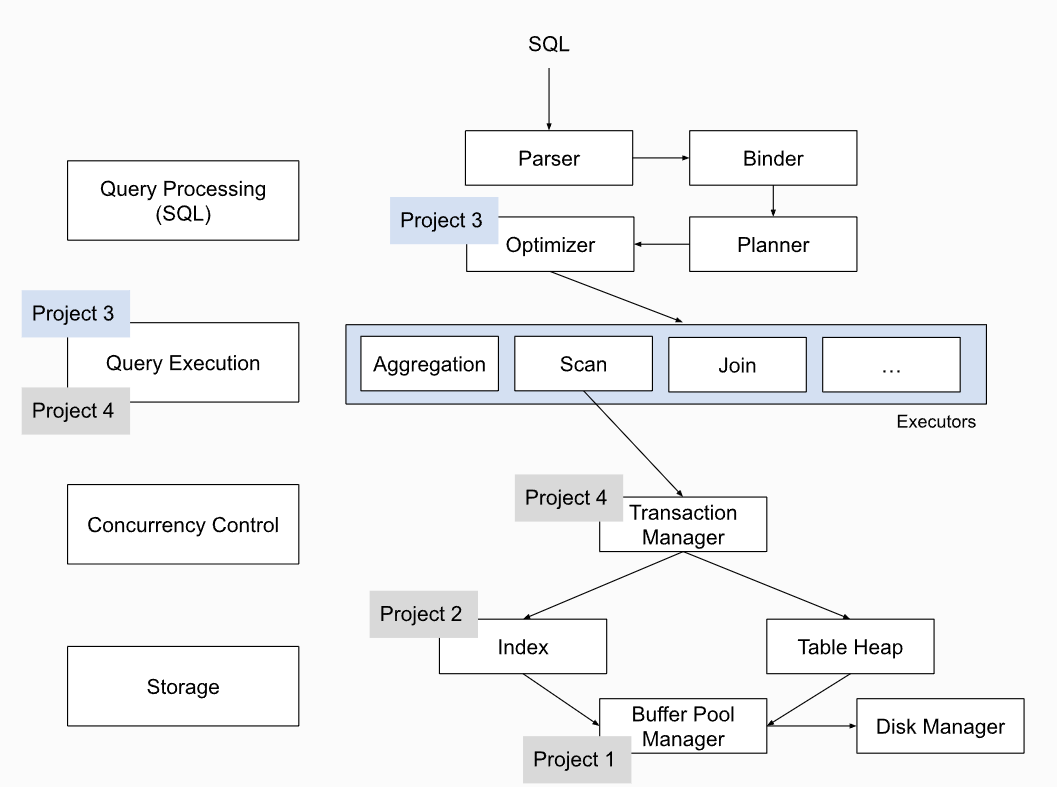 SQL
Parser
Binder
Query Processing
(SQL)
Project 3
Optimizer
Planner
Project 3
Query Execution
Project 4
Aggregation
Scan
Join
...
Executors
Concurrency Control
Project 4
Transaction
Manager
Project 2
Index
Table Heap
Storage
Buffer Pool
Manager
Disk Manager
Project 1